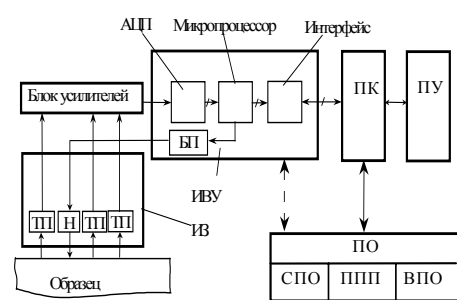 АЦП
Микропроцессор
Интерфейс
Блок усилителей
ПК
ПУ
БП
ИВУ
ТП
Н
ТП
ТП
ИЗ
Образец
ПО
СПО
ППП
ВПО